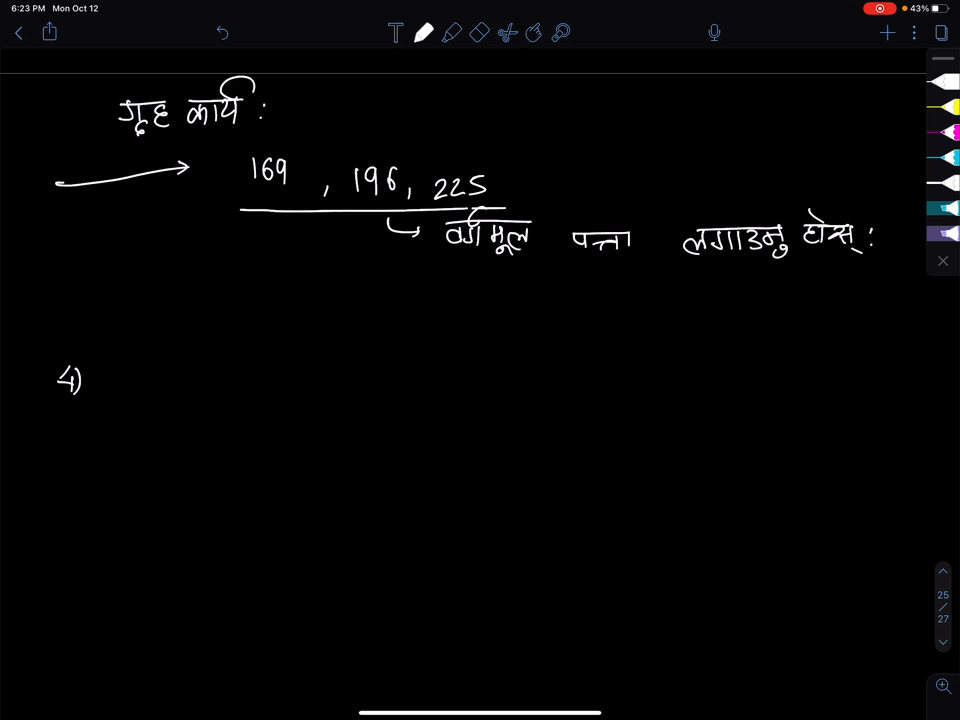 6:23 PM Mon Oct 12
43%
गृह कार्य :
169 , 196, 225
वर्गमूल पत्ता लगाउनु होस् :
4)
25
/
27